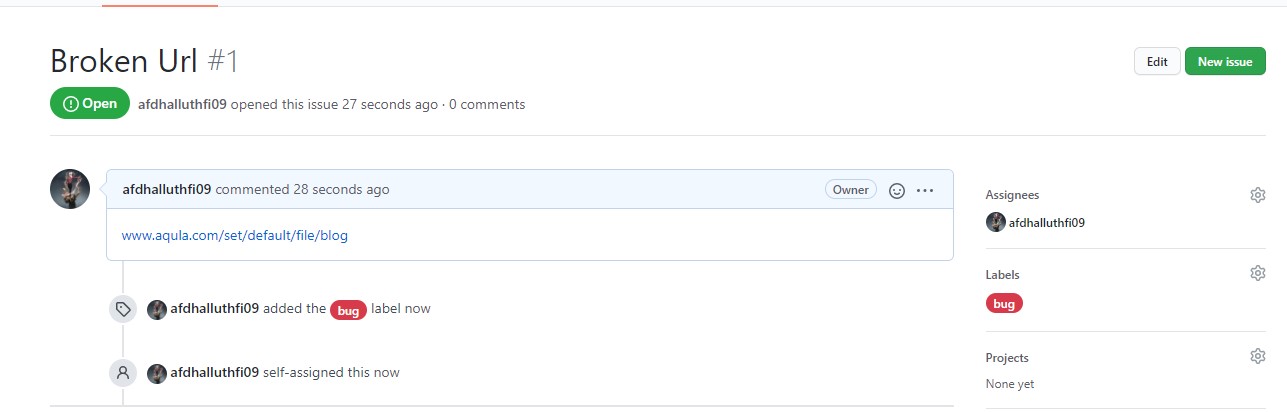 Broken Url #1
Edit
New issue
Open
afdhalluthfi09 opened this issue 27 seconds ago · 0 comments
afdhalluthfi09 commented 28 seconds ago
Owner
www.aqula.com/set/default/file/blog
afdhalluthfi09 added the bug label now
afdhalluthfi09 self-assigned this now
Assignees
afdhalluthfi09
Labels
bug
Projects
None yet